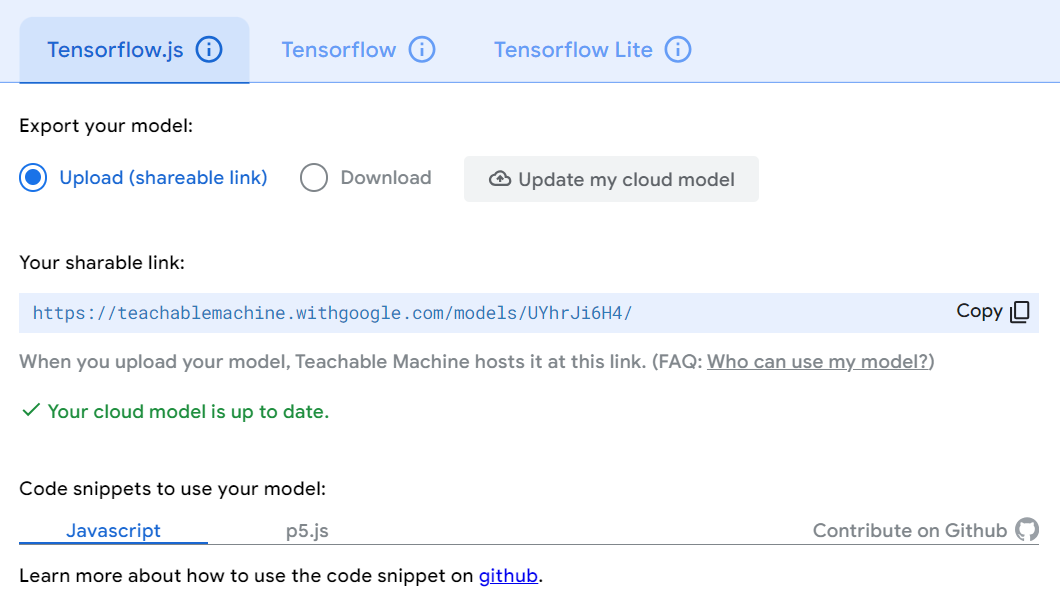 Tensorflow.js Tensorflow Tensorflow Lite
Export your model:
Upload (shareable link) Download Update my cloud model
Your sharable link:
https://teachablemachine.withgoogle.com/models/UYhrJi6H4/ Copy
When you upload your model, Teachable Machine hosts it at this link. (FAQ: Who can use my model?)
Your cloud model is up to date.
Code snippets to use your model:
Javascript p5.js Contribute on Github
Learn more about how to use the code snippet on github.